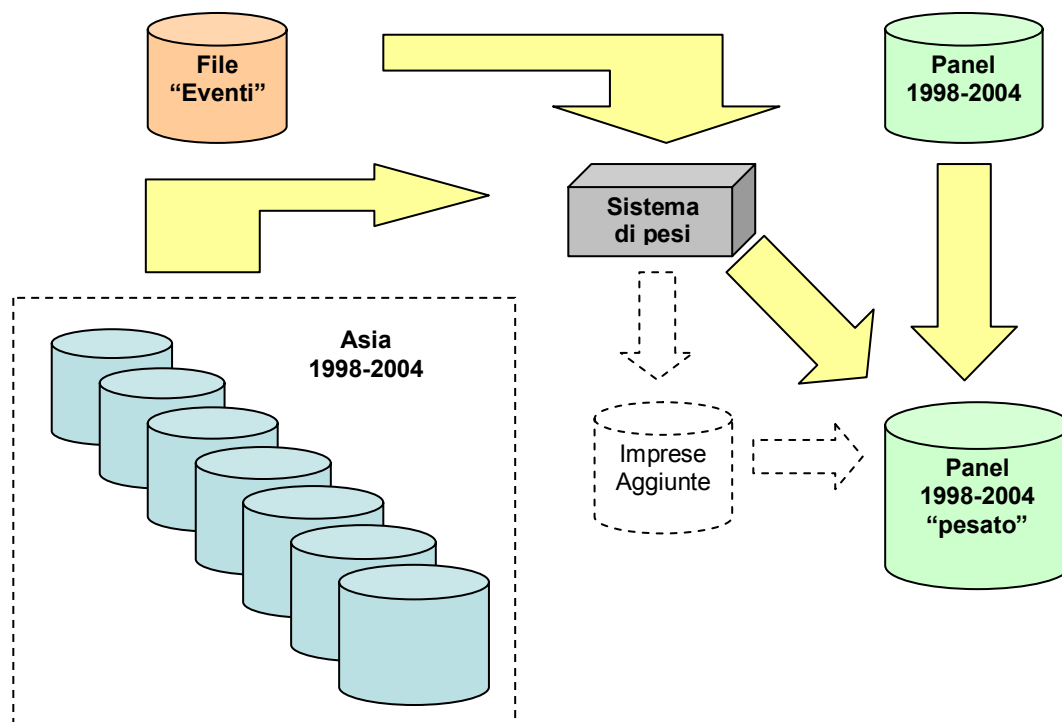 File
“Eventi”
Panel
1998-2004
Sistema
di pesi
Asia
1998-2004
Imprese
Aggiunte
Panel
1998-2004
“pesato”